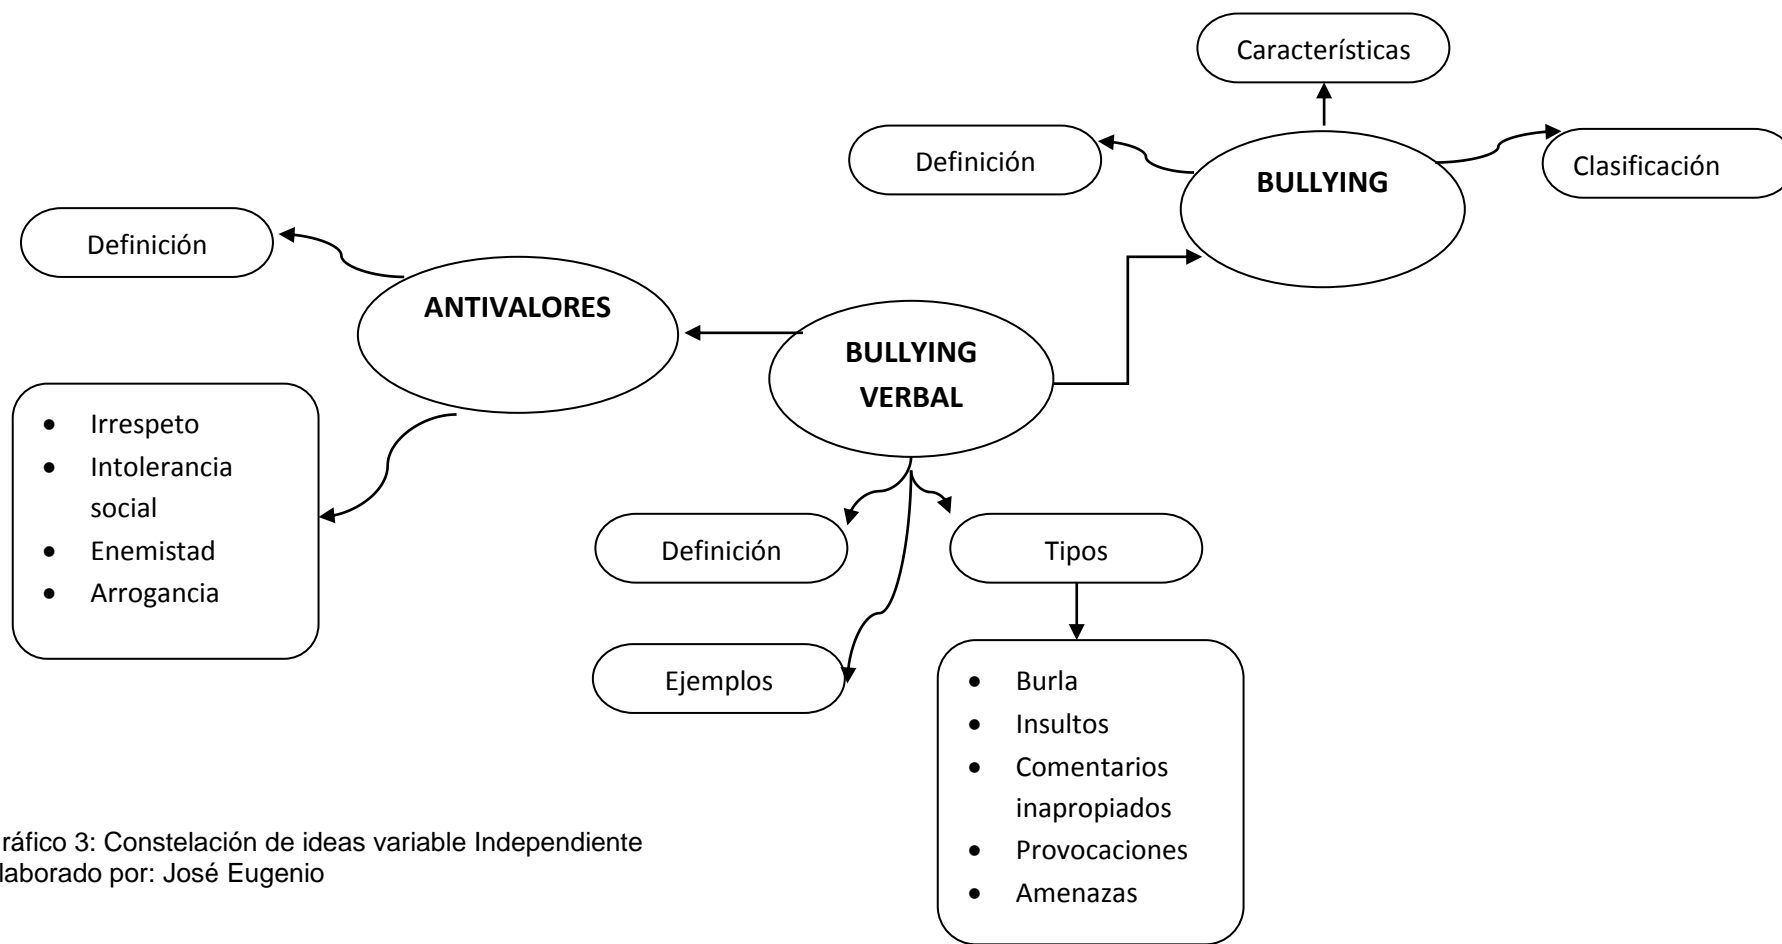 Características
Definición
BULLYING
Clasificación
Definición
ANTIVALORES
BULLYING
VERBAL
• Irrespeto
• Intolerancia
social
• Enemistad
• Arrogancia
Definición
Tipos
Ejemplos
• Burla
• Insultos
• Comentarios
inapropiados
• Provocaciones
• Amenazas
ráfico 3: Constelación de ideas variable Independiente
laborado por: José Eugenio